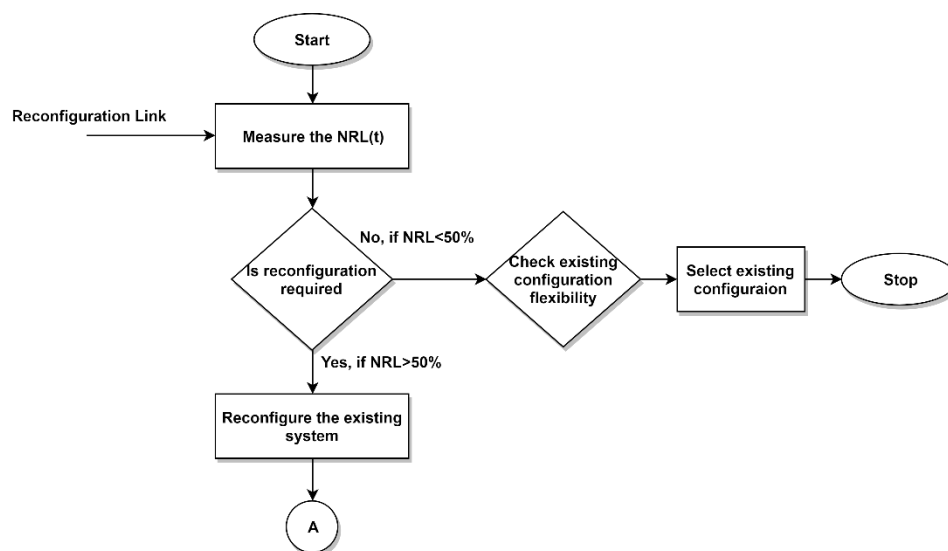 Start
Reconfiguration Link
Measure the NRL(t)
No, if NRL<50%
Is reconfiguration
required
Check existing
configuration
flexibility
Select existing
configuraion
Stop
Yes, if NRL>50%
Reconfigure the existing
system
A